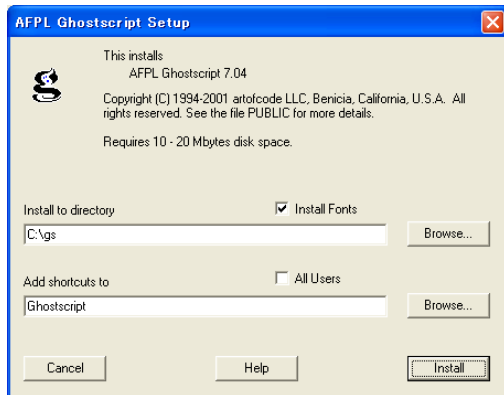 AFPL Ghostscript Setup
This installs
AFPL Ghostscript 7.04
Copyright (C) 1994-2001 artofcode LLC, Benicia, California, U.S.A.  All
rights reserved. See the file PUBLIC for more details.
Requires 10 - 20 Mbytes disk space.
Install to directory
Install Fonts
C:\gs
Browse...
Add shortcuts to
All Users
Ghostscript
Browse...
Cancel
Help
Install